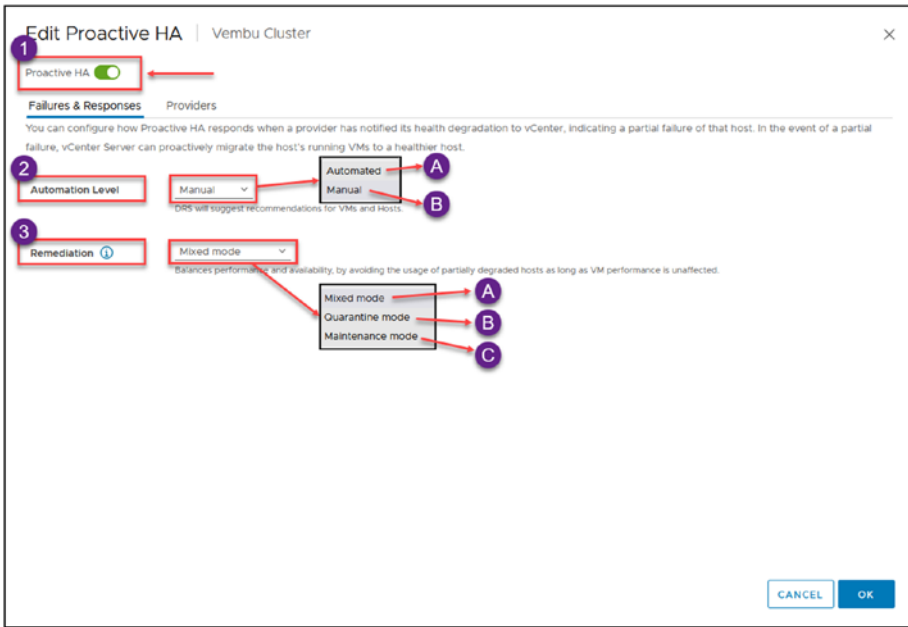 Edit Proactive HA | Vembu Cluster
1
Proactive HA
Failures & Responses Providers
You can configure how Proactive HA responds when a provider has notified its health degradation to vCenter, indicating a partial failure of that host. In the event of a partial
failure, vCenter Server can proactively migrate the host's running VMs to a healthier host.
2
Automation Level Manual
Automated A
Manual B
DRS will suggest recommendations for VMs and Hosts.
3
Remediation Mixed mode
Balances performance and availability, by avoiding the usage of partially degraded hosts as long as VM performance is unaffected.
Mixed mode A
Quarantine mode B
Maintenance mode C
CANCEL OK